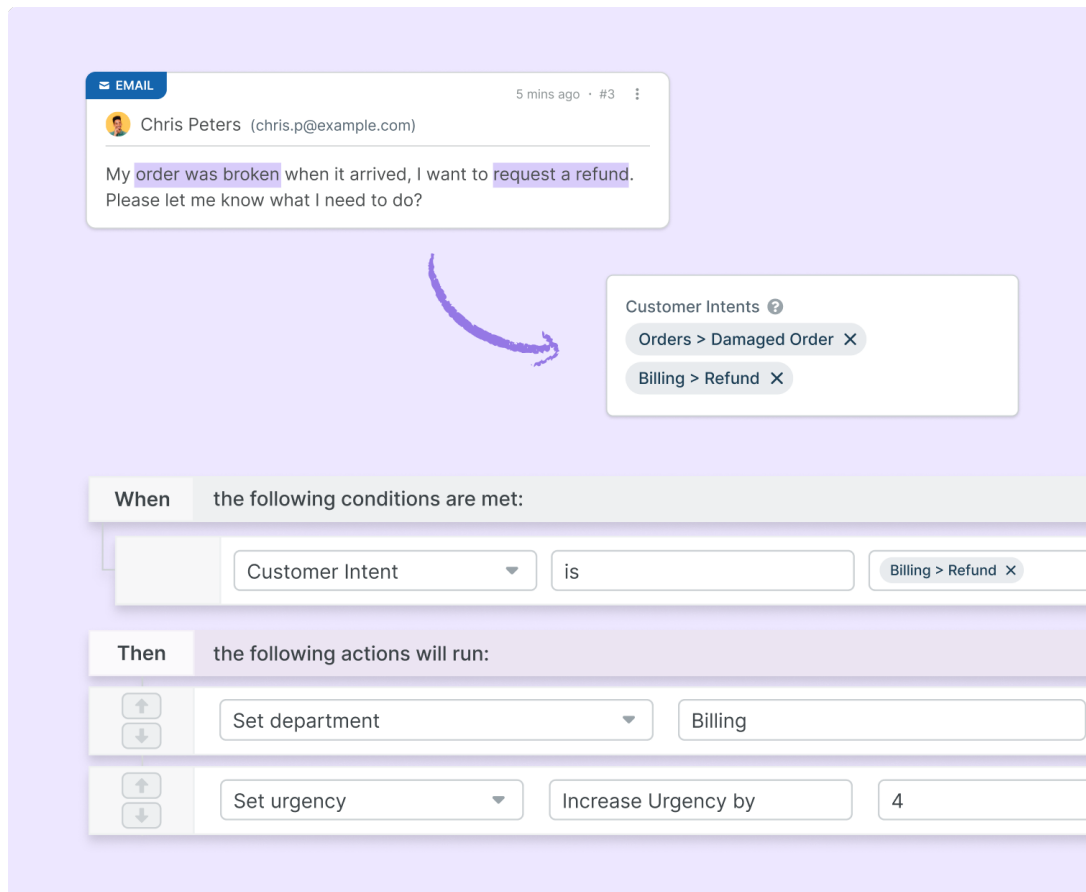 EMAIL
5 mins ago · #3
Chris Peters (chris.p@example.com)
My order was broken when it arrived, I want to request a refund.
Please let me know what I need to do?
Customer Intents ?
Orders > Damaged Order ✕
Billing > Refund ✕
When the following conditions are met:
Customer Intent is Billing > Refund ✕
Then the following actions will run:
Set department Billing
Set urgency Increase Urgency by 4